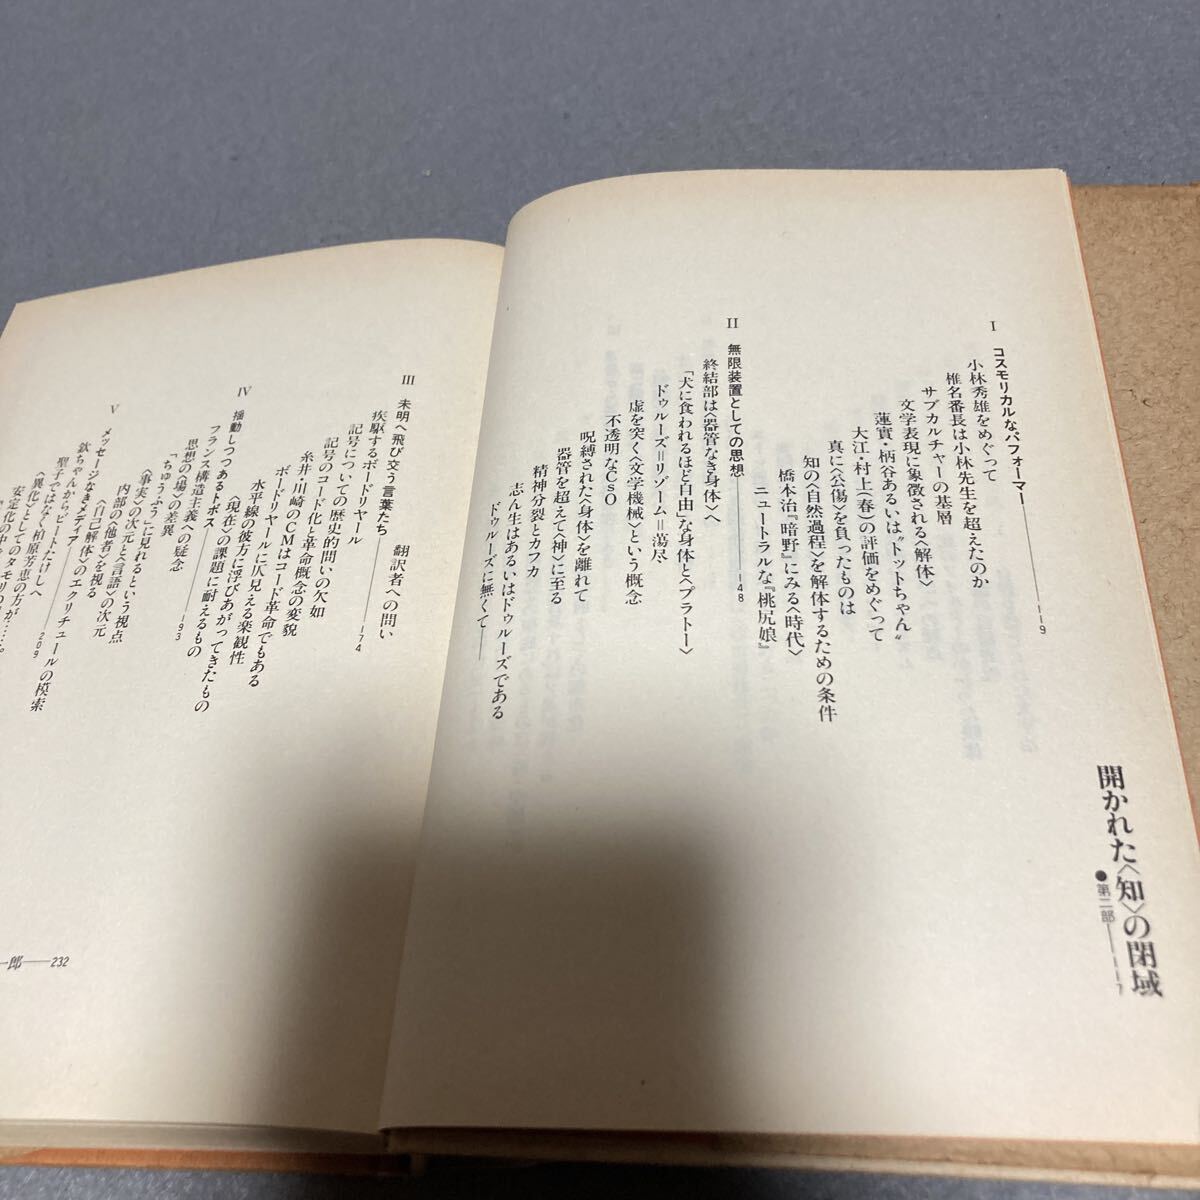 開かれた〈知〉の閉域
●第二部——117
I コスモリカルな〝パフォーマー——119
小林秀雄をめぐって
椎名番長は小林先生を超えたのか
サブカルチャーの基層
文学表現に象徴される〈解体〉
蓮實・柄谷あるいは〝トットちゃん〟
大江・村上(春)の評価をめぐって
真に〈公傷〉を負ったものは
知の〈自然過程〉を解体するための条件
橋本治『暗野』にみる〈時代〉
ニュートラルな『桃尻娘』
II 無限装置としての思想——148
終結部は〈器管なき身体〉へ
「犬に食われるほど自由」な身体と〈プラトー〉
ドゥルーズ=リゾーム=蕩尽
虚を突く〈文学機械〉という概念
不透明なCsO
呪縛された〈身体〉を離れて
器管を超えて〈神〉に至る
精神分裂とカフカ
志ん生はあるいはドゥルーズである
ドゥルーズに無くて——
III 未明へ飛び交う言葉たち 翻訳者への問い——174
疾駆するボードリヤール
記号についての歴史的問いの欠如
記号のコード化と革命概念の変貌
糸井・川崎のCMはコード革命でもある
ボードリヤールに仄見える楽観性
水平線の彼方に浮びあがってきたもの
〈現在〉の課題に耐えるもの
IV 揺動しつつあるトポス——193
フランス構造主義への疑念
思想の〈場〉の差異
「ちゅうふう」に見れるという視点
〈事実〉の次元と〈言語〉の次元
内部の〈他者〉を視る
〈自己解体〉のエクリチュールの模索
V メッセージなきメディア——209
欽ちゃんから、ビートたけしへ
聖子ではなく柏原芳恵の方が……。
〈異化〉としてのタモリの
安定化の中で
一郎——232